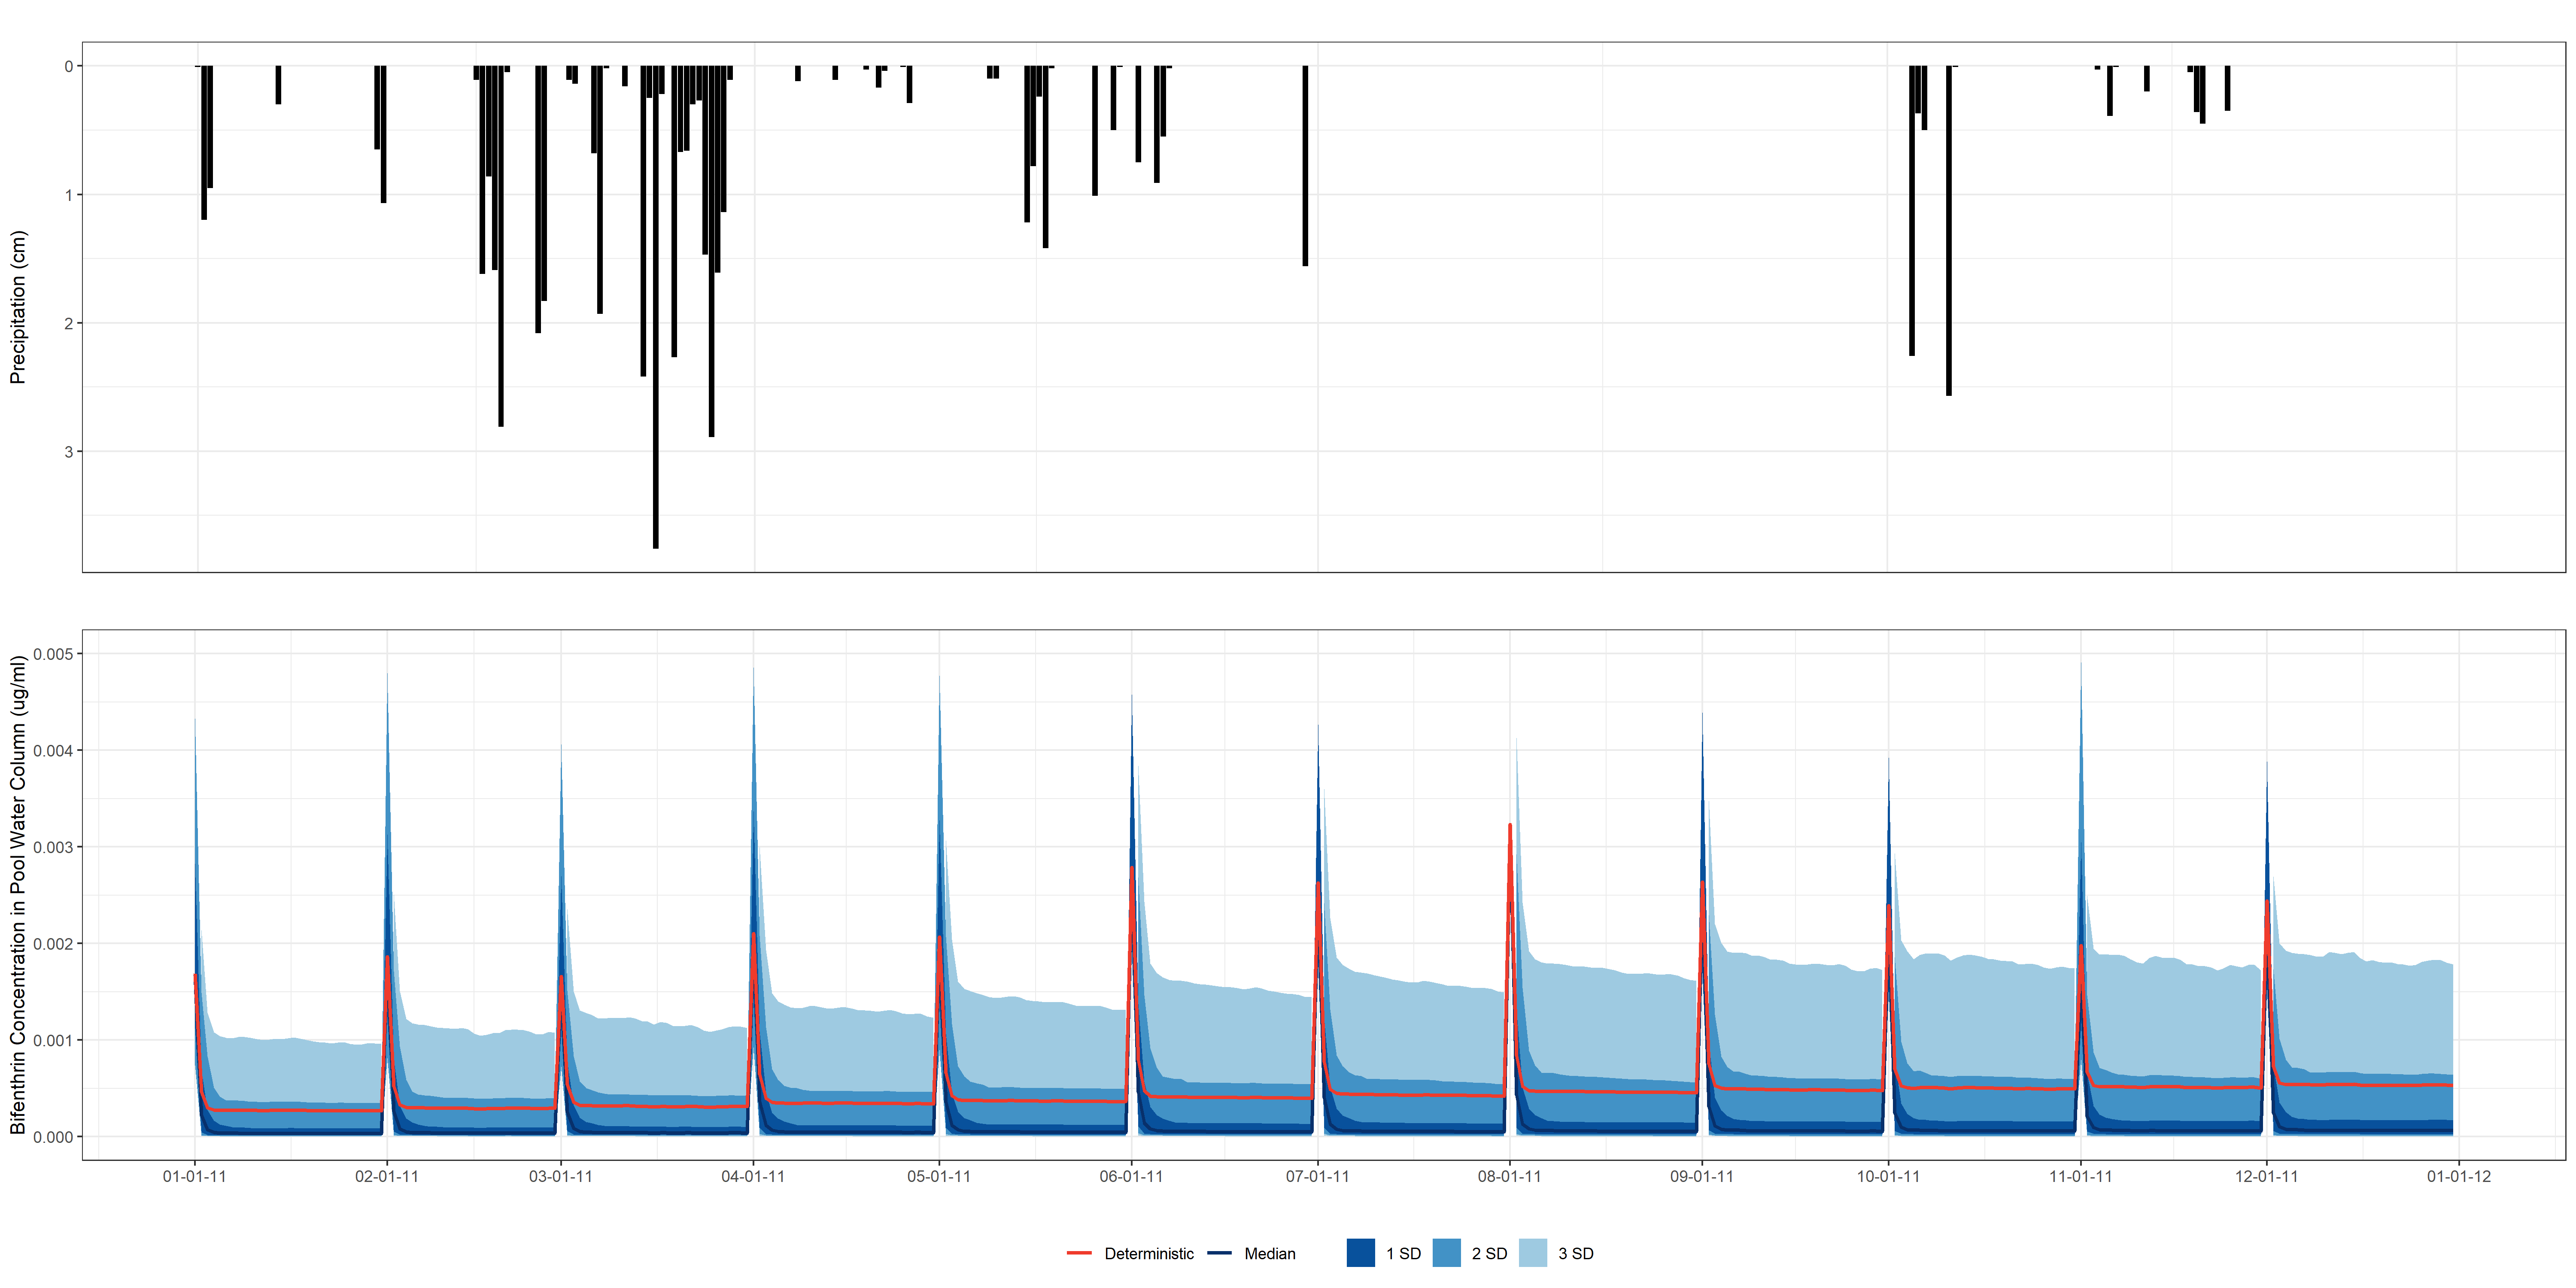 Precipitation (cm)
0
1
2
3
Bifenthrin Concentration in Pool Water Column (ug/ml)
0.005
0.004
0.003
0.002
0.001
0.000
01-01-11 02-01-11 03-01-11 04-01-11 05-01-11 06-01-11 07-01-11 08-01-11 09-01-11 10-01-11 11-01-11 12-01-11 01-01-12
Deterministic Median 1 SD 2 SD 3 SD